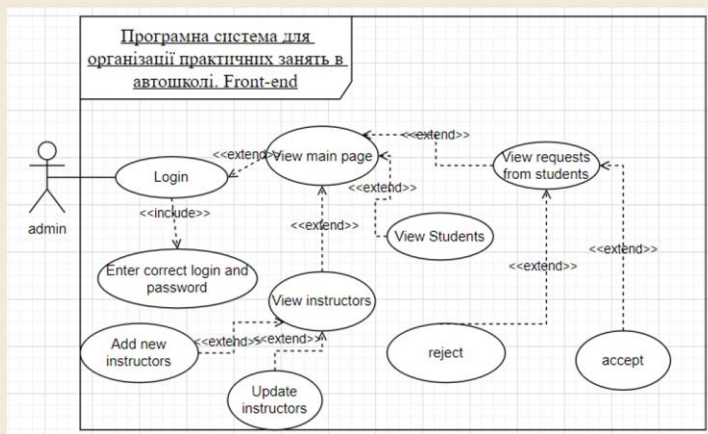 Програмна система для
організації практичних занять в
автошколі. Front-end
<<extend>>
View main page
<<extend>>
View requests
from students
Login
<<extend>>
admin
<<include>>
<<extend>>
View Students
<<extend>>
<<extend>>
Enter correct login and
password
View instructors
Add new
instructors
<<extend>>
<<extend>>
reject
accept
Update
instructors